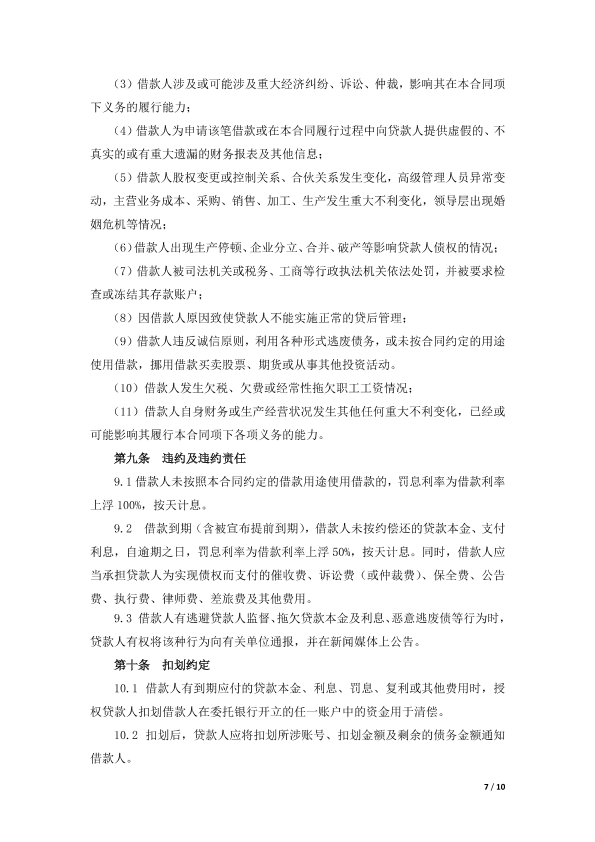 （3）借款人涉及或可能涉及重大经济纠纷、诉讼、仲裁，影响其在本合同项
下义务的履行能力；
（4）借款人为申请该笔借款或在本合同履行过程中向贷款人提供虚假的、不
真实的或有重大遗漏的财务报表及其他信息；
（5）借款人股权变更或控制关系、合伙关系发生变化，高级管理人员异常变
动，主营业务成本、采购、销售、加工、生产发生重大不利变化，领导层出现婚
姻危机等情况；
（6）借款人出现生产停顿、企业分立、合并、破产等影响贷款人债权的情况；
（7）借款人被司法机关或税务、工商等行政执法机关依法处罚，并被要求检
查或冻结其存款账户；
（8）因借款人原因致使贷款人不能实施正常的贷后管理；
（9）借款人违反诚信原则，利用各种形式逃废债务，或未按合同约定的用途
使用借款，挪用借款买卖股票、期货或从事其他投资活动。
（10）借款人发生欠税、欠费或经常性拖欠职工工资情况；
（11）借款人自身财务或生产经营状况发生其他任何重大不利变化，已经或
可能影响其履行本合同项下各项义务的能力。
第九条　违约及违约责任
9.1 借款人未按照本合同约定的借款用途使用借款的，罚息利率为借款利率
上浮 100%，按天计息。
9.2　借款到期（含被宣布提前到期），借款人未按约偿还的贷款本金、支付
利息，自逾期之日，罚息利率为借款利率上浮 50%，按天计息。同时，借款人应
当承担贷款人为实现债权而支付的催收费、诉讼费（或仲裁费）、保全费、公告
费、执行费、律师费、差旅费及其他费用。
9.3 借款人有逃避贷款人监督、拖欠贷款本金及利息、恶意逃废债等行为时，
贷款人有权将该种行为向有关单位通报，并在新闻媒体上公告。
第十条　扣划约定
10.1 借款人有到期应付的贷款本金、利息、罚息、复利或其他费用时，授
权贷款人扣划借款人在委托银行开立的任一账户中的资金用于清偿。
10.2 扣划后，贷款人应将扣划所涉账号、扣划金额及剩余的债务金额通知
借款人。
7 / 10